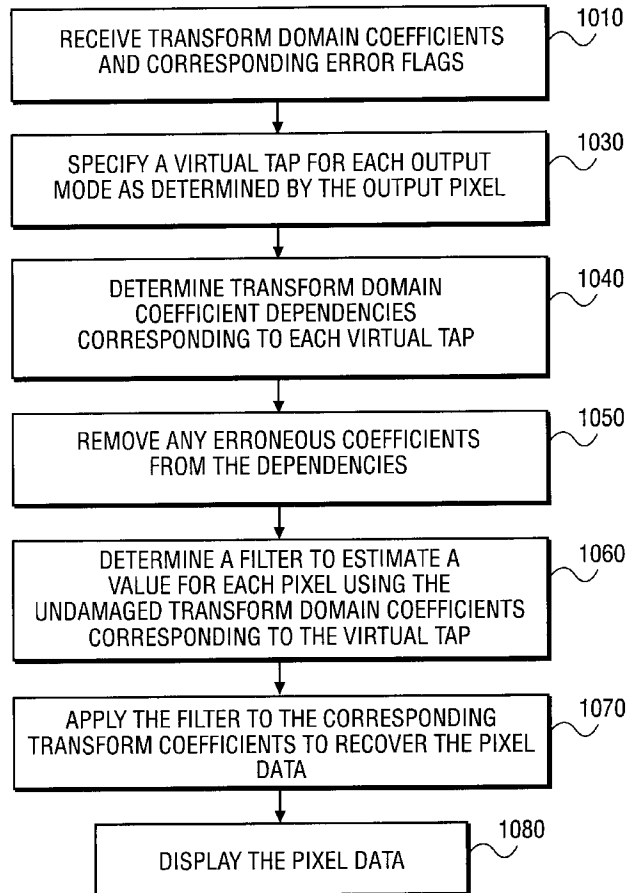 RECEIVE TRANSFORM DOMAIN COEFFICIENTS
AND CORRESPONDING ERROR FLAGS
1010
SPECIFY A VIRTUAL TAP FOR EACH OUTPUT
MODE AS DETERMINED BY THE OUTPUT PIXEL
1030
DETERMINE TRANSFORM DOMAIN
COEFFICIENT DEPENDENCIES
CORRESPONDING TO EACH VIRTUAL TAP
1040
REMOVE ANY ERRONEOUS COEFFICIENTS
FROM THE DEPENDENCIES
1050
DETERMINE A FILTER TO ESTIMATE A
VALUE FOR EACH PIXEL USING THE
UNDAMAGED TRANSFORM DOMAIN COEFFICIENTS
CORRESPONDING TO THE VIRTUAL TAP
1060
APPLY THE FILTER TO THE CORRESPONDING
TRANSFORM COEFFICIENTS TO RECOVER THE PIXEL
DATA
1070
DISPLAY THE PIXEL DATA
1080